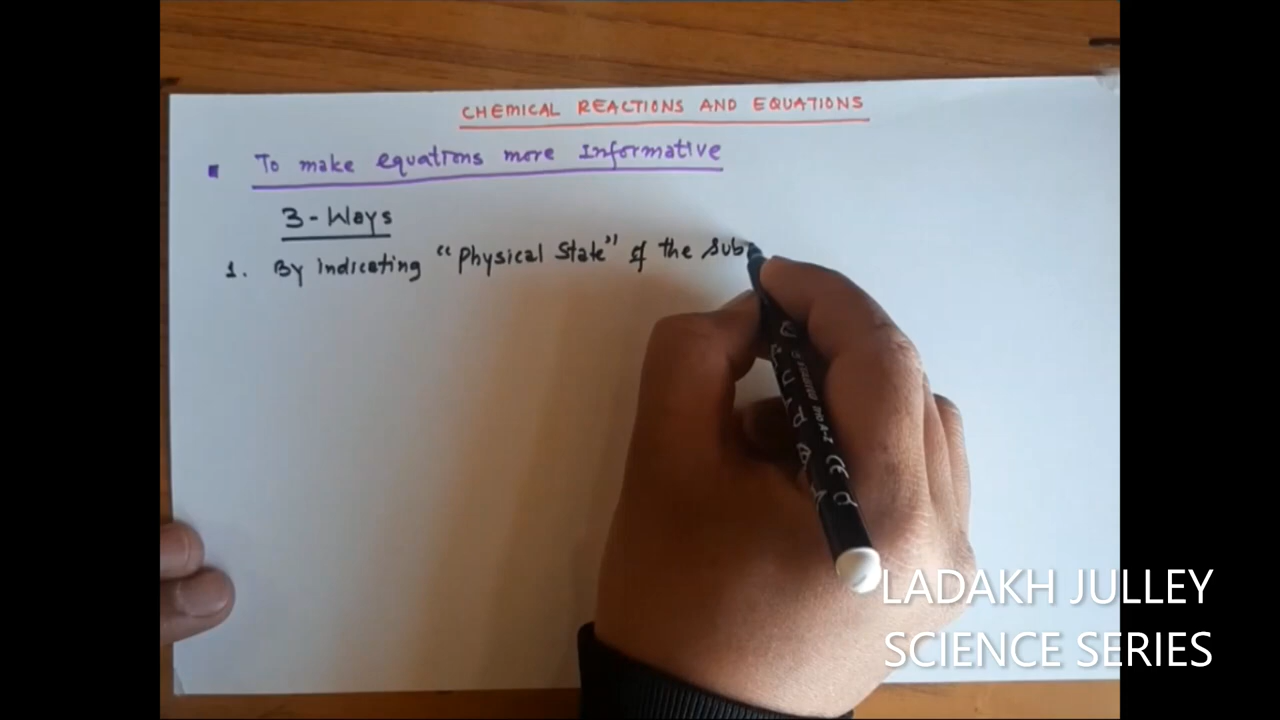 CHEMICAL REACTIONS AND EQUATIONS
To make equations more Informative
3-Ways
1. By indicating "Physical State" of the Sub
LADAKH JULLEY
SCIENCE SERIES